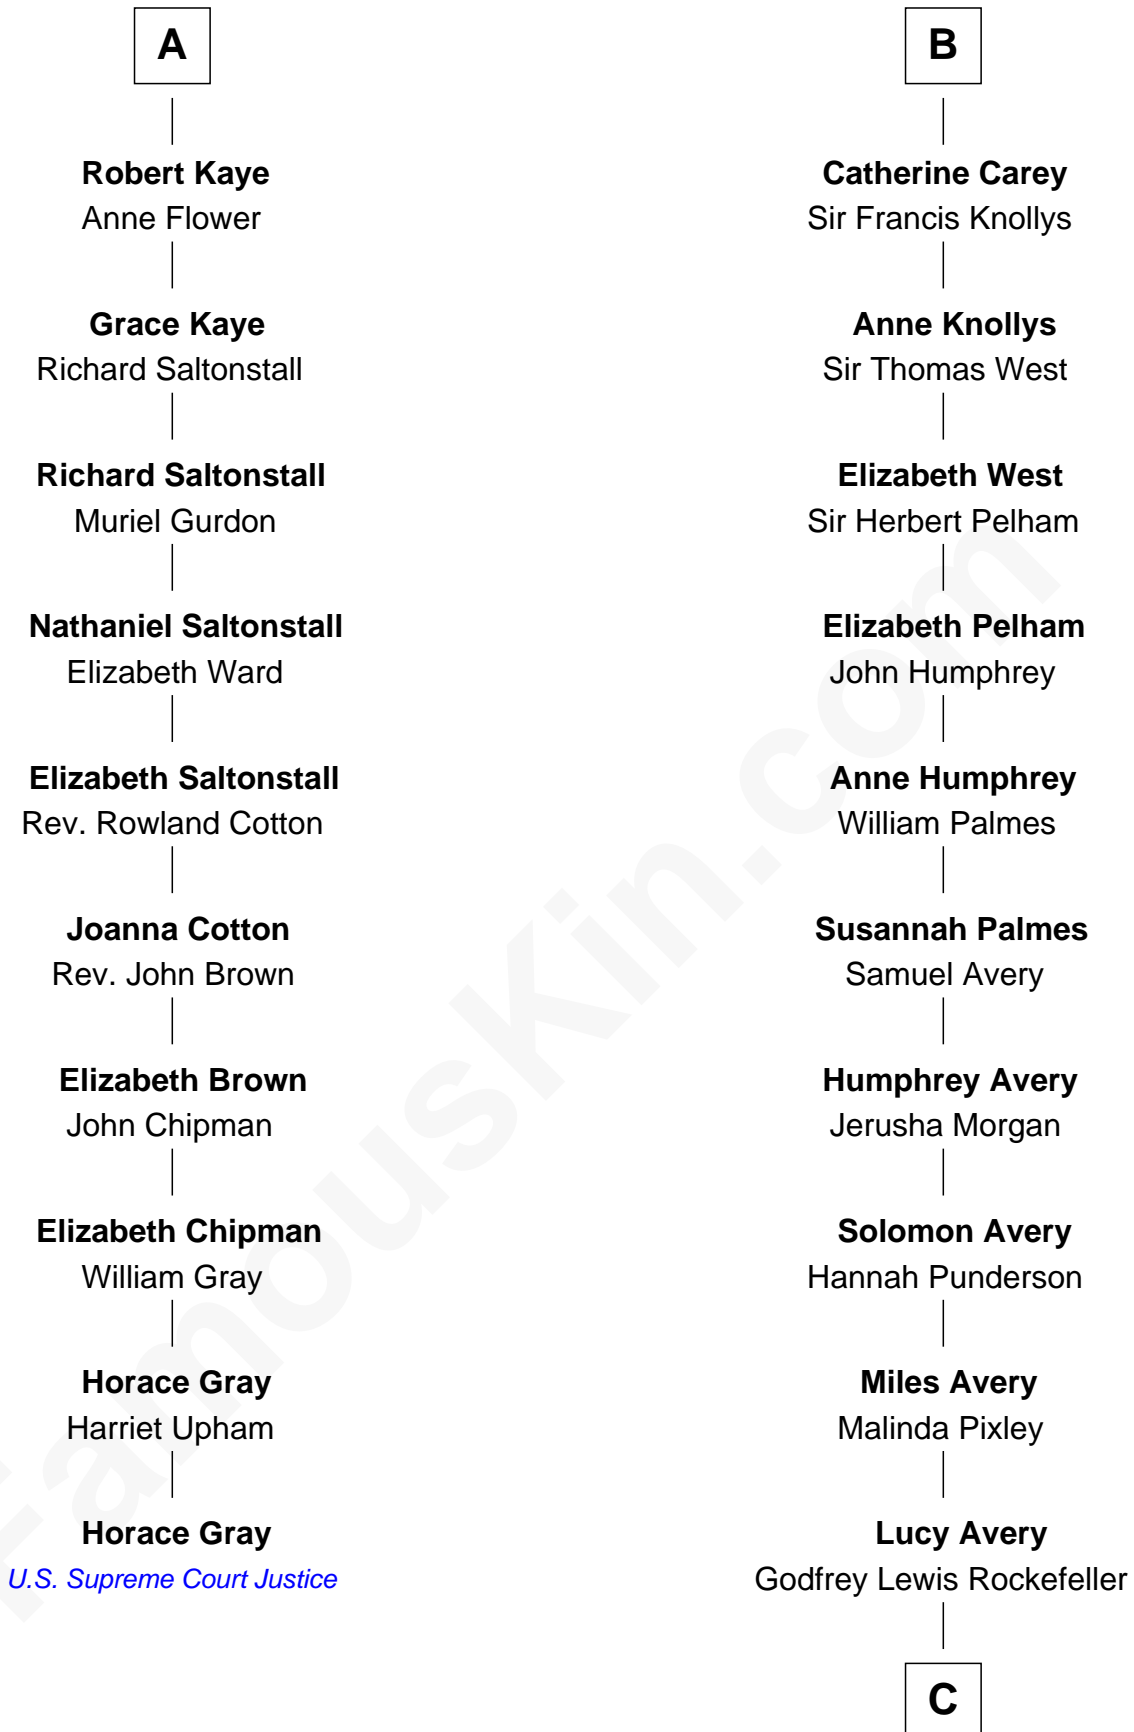 A
Robert Kaye
Anne Flower
Grace Kaye
Richard Saltonstall
Richard Saltonstall
Muriel Gurdon
Nathaniel Saltonstall
Elizabeth Ward
Elizabeth Saltonstall
Rev. Rowland Cotton
Joanna Cotton
Rev. John Brown
Elizabeth Brown
John Chipman
Elizabeth Chipman
William Gray
Horace Gray
Harriet Upham
Horace Gray
U.S. Supreme Court Justice
B
Catherine Carey
Sir Francis Knollys
Anne Knollys
Sir Thomas West
Elizabeth West
Sir Herbert Pelham
Elizabeth Pelham
John Humphrey
Anne Humphrey
William Palmes
Susannah Palmes
Samuel Avery
Humphrey Avery
Jerusha Morgan
Solomon Avery
Hannah Punderson
Miles Avery
Malinda Pixley
Lucy Avery
Godfrey Lewis Rockefeller
C
FamousKin.com